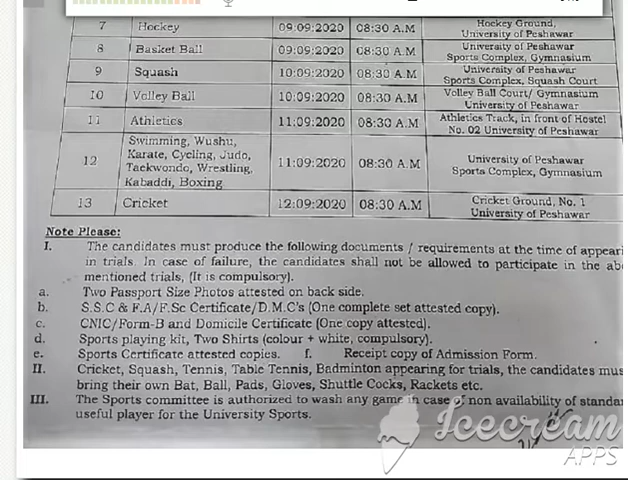 7 Hockey 09:09:2020 08:30 A.M Hockey Ground,
University of Peshawar
8 Basket Ball 09:09:2020 08:30 A.M University of Peshawar
Sports Complex, Gymnasium
9 Squash 10:09:2020 08:30 A.M University of Peshawar
Sports Complex, Squash Court
10 Volley Ball 10:09:2020 08:30 A.M Volley Ball Court/ Gymnasium
University of Peshawar
11 Athletics 11:09:2020 08:30 A.M Athletics Track, in front of Hostel
No. 02 University of Peshawar
12 Swimming, Wushu,
Karate, Cycling, Judo,
Taekwondo, Wrestling,
Kabaddi, Boxing 11:09:2020 08:30 A.M University of Peshawar
Sports Complex, Gymnasium
13 Cricket 12:09:2020 08:30 A.M Cricket Ground, No. 1
University of Peshawar
Note Please:
I. The candidates must produce the following documents / requirements at the time of appeari
in trials. In case of failure, the candidates shall not be allowed to participate in the abo
mentioned trials, (It is compulsory).
a. Two Passport Size Photos attested on back side.
b. S.S.C & F.A/F.Sc Certificate/D.M.C's (One complete set attested copy).
c. CNIC/Form-B and Domicile Certificate (One copy attested).
d. Sports playing kit, Two Shirts (colour + white, compulsory).
e. Sports Certificate attested copies. f. Receipt copy of Admission Form.
II. Cricket, Squash, Tennis, Table Tennis, Badminton appearing for trials, the candidates mus
bring their own Bat, Ball, Pads, Gloves, Shuttle Cocks, Rackets etc.
III. The Sports committee is authorized to wash any game in case of non availability of standar
useful player for the University Sports.
Icecream
APPS